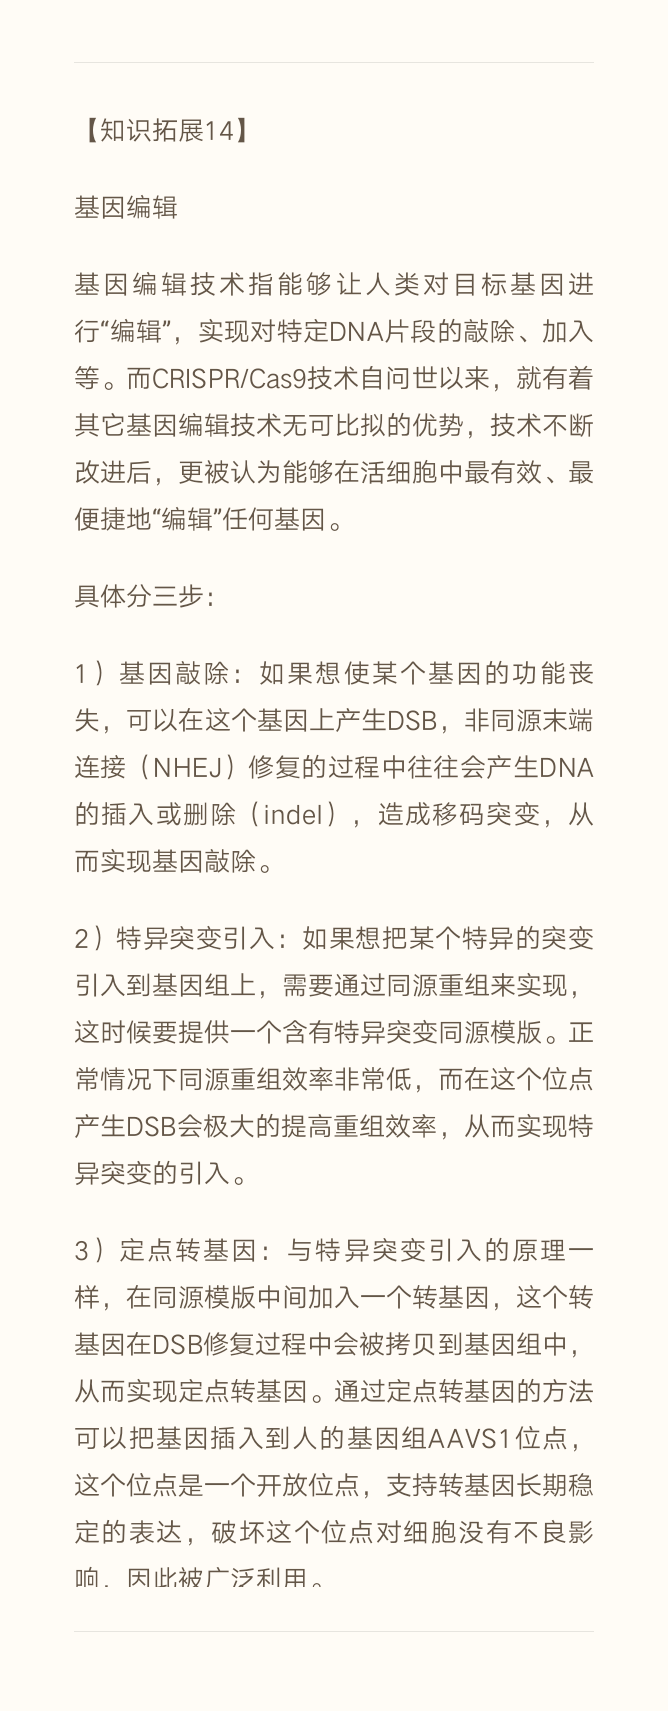 【知识拓展14】
基因编辑
基因编辑技术指能够让人类对目标基因进
行“编辑”，实现对特定DNA片段的敲除、加入
等。而CRISPR/Cas9技术自问世以来，就有着
其它基因编辑技术无可比拟的优势，技术不断
改进后，更被认为能够在活细胞中最有效、最
便捷地“编辑”任何基因。
具体分三步：
1）基因敲除：如果想使某个基因的功能丧
失，可以在这个基因上产生DSB，非同源末端
连接（NHEJ）修复的过程中往往会产生DNA
的插入或删除（indel），造成移码突变，从
而实现基因敲除。
2）特异突变引入：如果想把某个特异的突变
引入到基因组上，需要通过同源重组来实现，
这时候要提供一个含有特异突变同源模版。正
常情况下同源重组效率非常低，而在这个位点
产生DSB会极大的提高重组效率，从而实现特
异突变的引入。
3）定点转基因：与特异突变引入的原理一
样，在同源模版中间加入一个转基因，这个转
基因在DSB修复过程中会被拷贝到基因组中，
从而实现定点转基因。通过定点转基因的方法
可以把基因插入到人的基因组AAVS1位点，
这个位点是一个开放位点，支持转基因长期稳
定的表达，破坏这个位点对细胞没有不良影
响，因此被广泛利用。